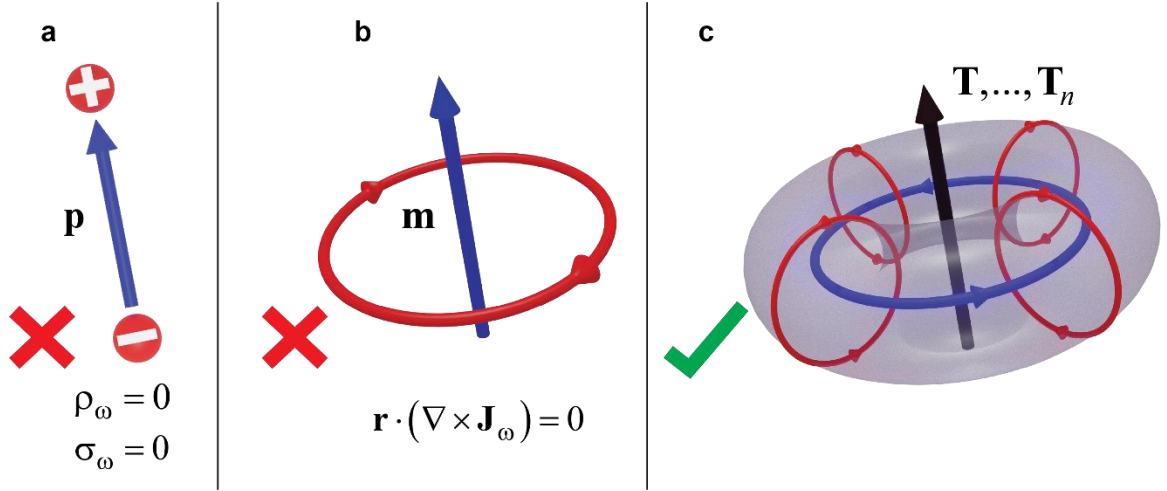 a
p
ρ_ω = 0
σ_ω = 0
b
m
r · (∇ × J_ω) = 0
c
T,..., T_n